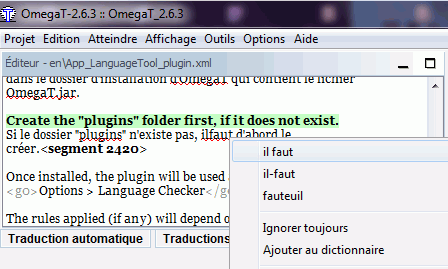 OmegaT-2.6.3 :: OmegaT_2.6.3
Projet Edition Atteindre Affichage Outils Options Aide
Éditeur - en\App_LanguageTool_plugin.xml
dans le dossier d'installation d'OmegaT qui contient le fichier
OmegaT.jar.
Create the "plugins" folder first, if it does not exist.
Si le dossier "plugins" n'existe pas, ilfaut d'abord le
créer.<segment 2420>
il faut
il-faut
fauteuil
Ignorer toujours
Ajouter au dictionnaire
Once installed, the plugin will be used
<go>Options > Language Checker</go
The rules applied (if any) will depend o
Traduction automatique Traductions